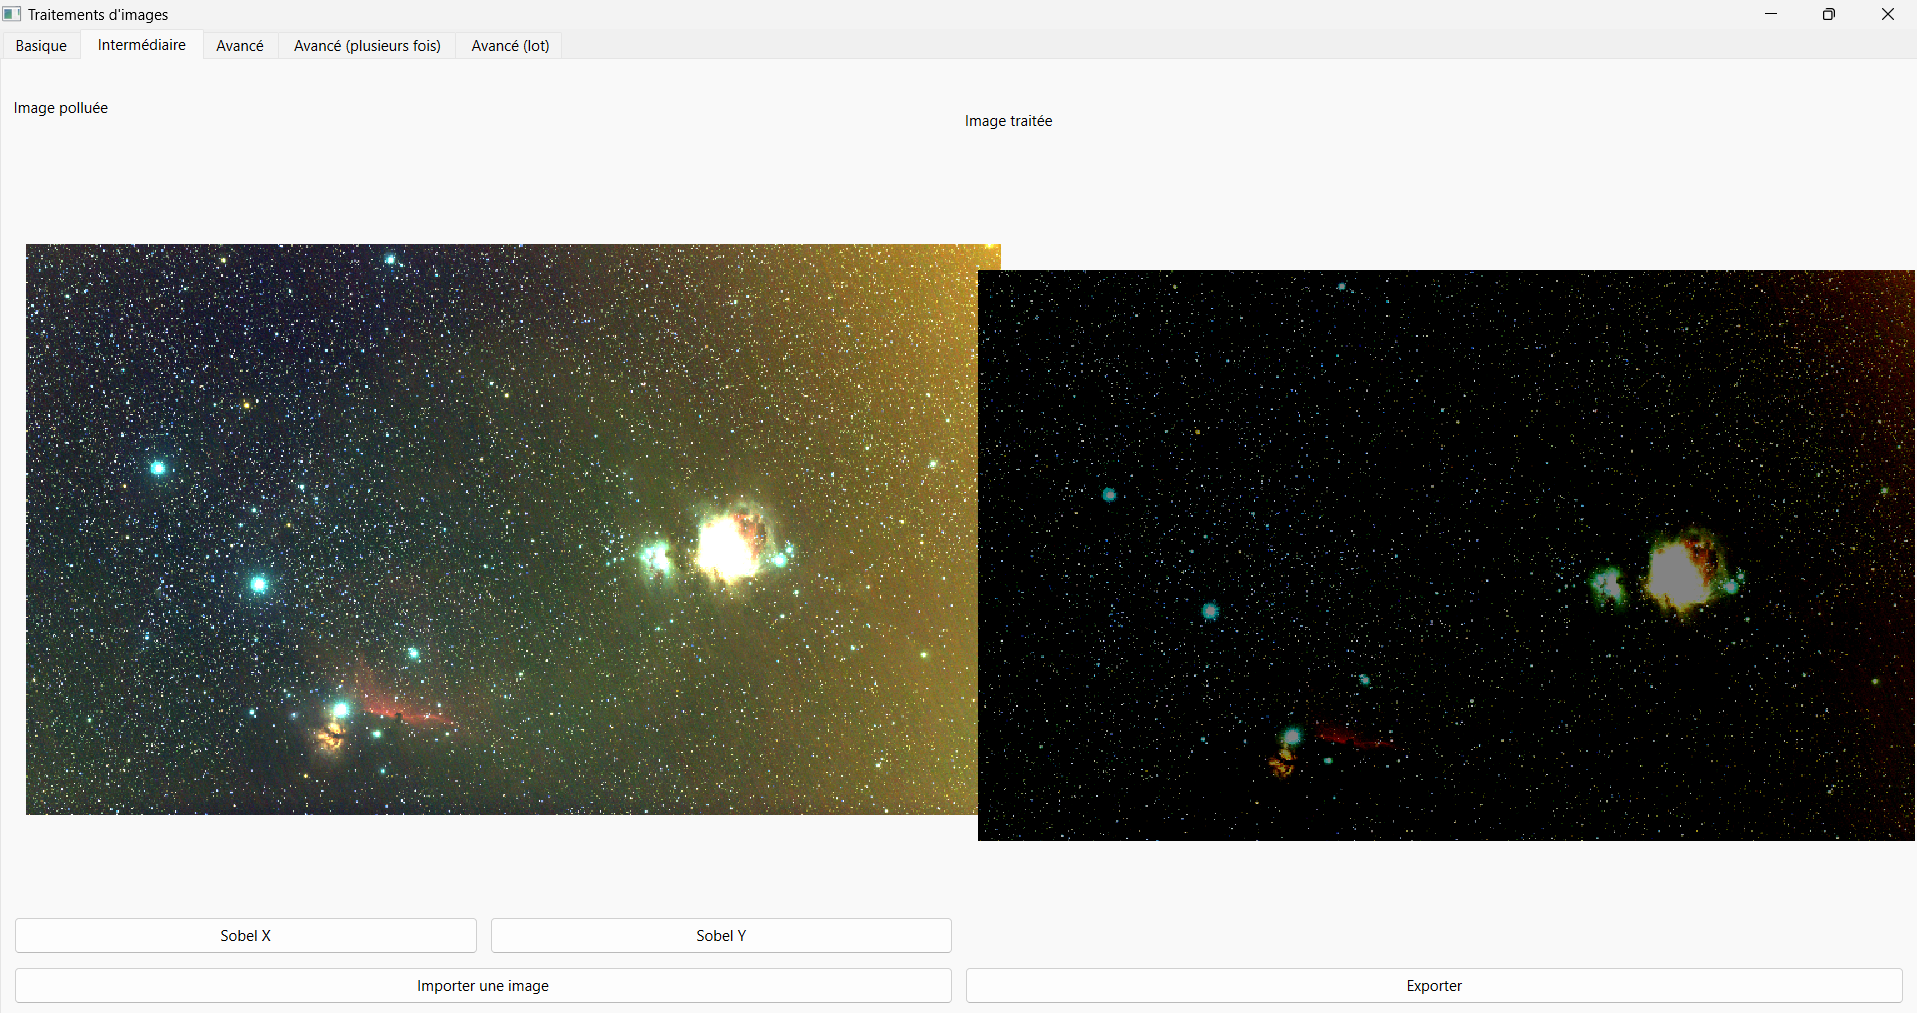 Traitements d'images
Basique
Intermédiaire
Avancé
Avancé (plusieurs fois)
Avancé (lot)
Image polluée
Image traitée
Sobel X
Sobel Y
Importer une image
Exporter